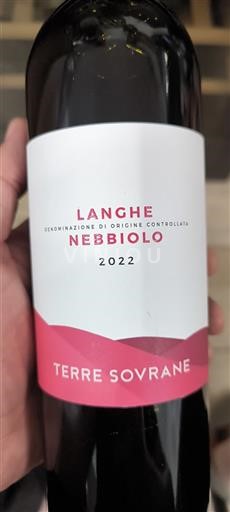 LANGHE
DENOMINAZIONE DI ORIGINE CONTROLLATA
NEBBIOLO
2022
TERRE SOVRANE